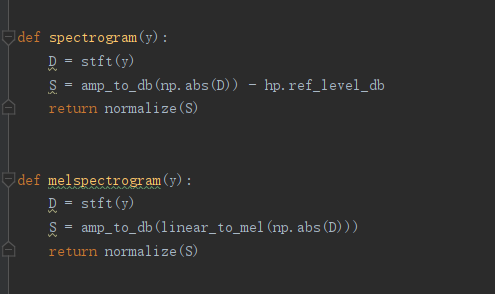 def spectrogram(y):
    D = stft(y)
    S = amp_to_db(np.abs(D)) - hp.ref_level_db
    return normalize(S)
def melspectrogram(y):
    D = stft(y)
    S = amp_to_db(linear_to_mel(np.abs(D)))
    return normalize(S)